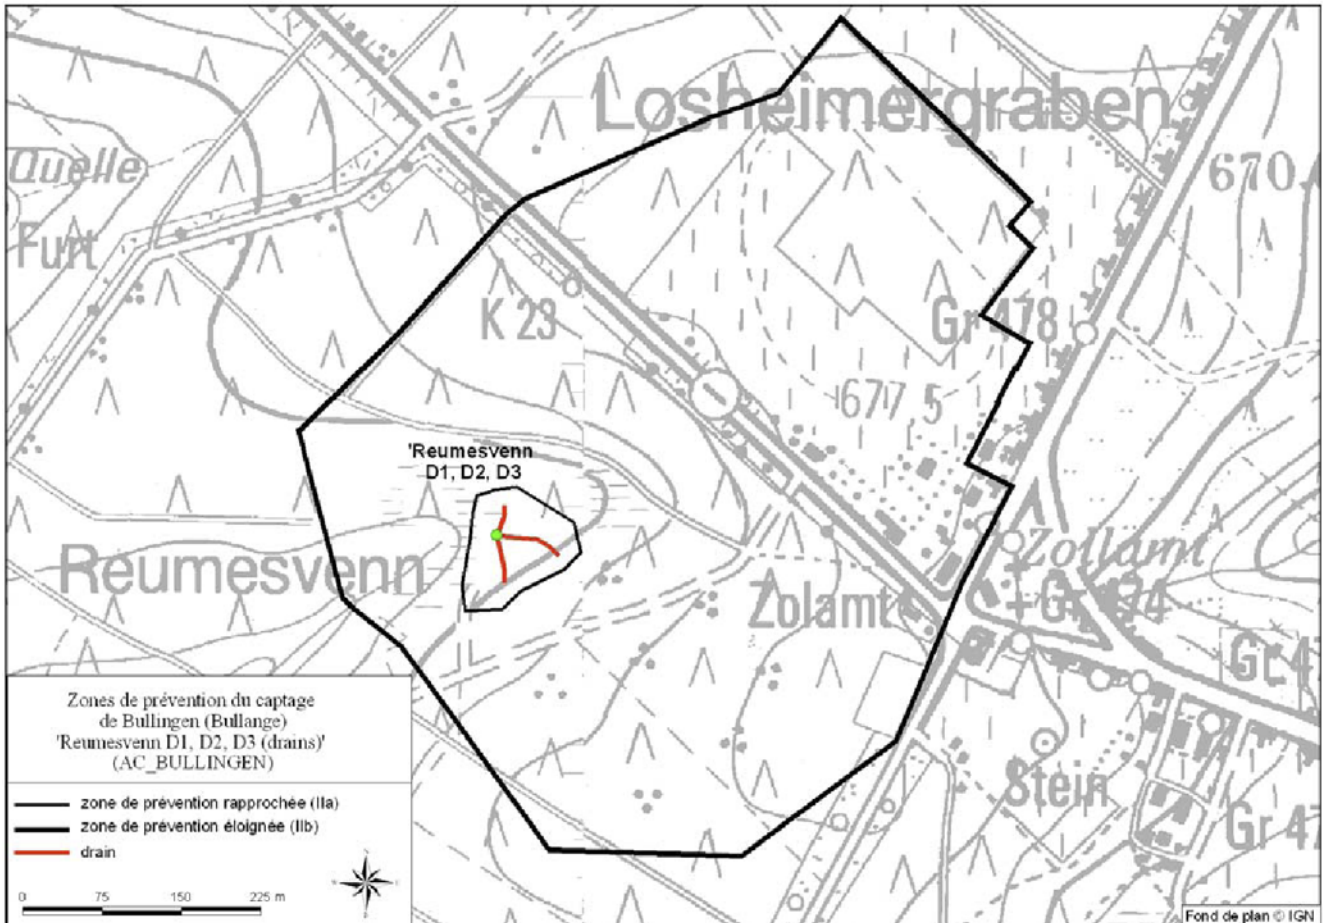 Losheimergraben
Quelle
Furt
670
K 23
Gr 478
677 5
'Reumesvenn
D1, D2, D3
Reumesvenn
Zollamt
Zolamt
Gr 474
Stein
Zones de prévention du captage
de Bullingen (Bullange)
'Reumesvenn D1, D2, D3 (drains)'
(AC_BULLINGEN)
zone de prévention rapprochée (IIa)
zone de prévention éloignée (IIb)
drain
0 75 150 225 m
Fond de plan © IGN